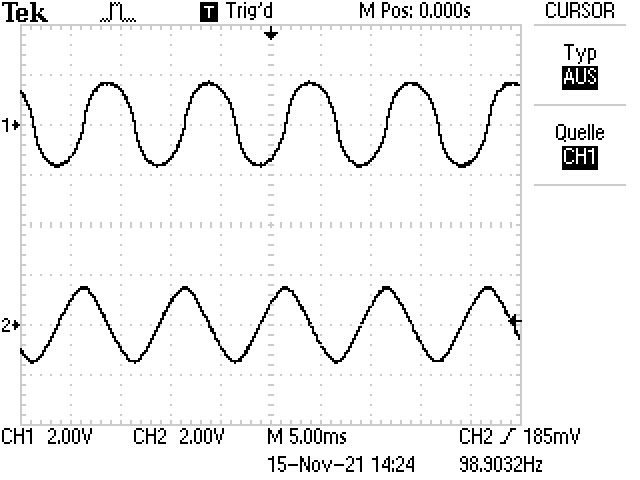 Tek T Trig'd M Pos: 0.000s CURSOR
Typ
AUS
1
Quelle
CH1
2
CH1 2.00V CH2 2.00V M 5.00ms CH2 185mV
15-Nov-21 14:24 98.9032Hz